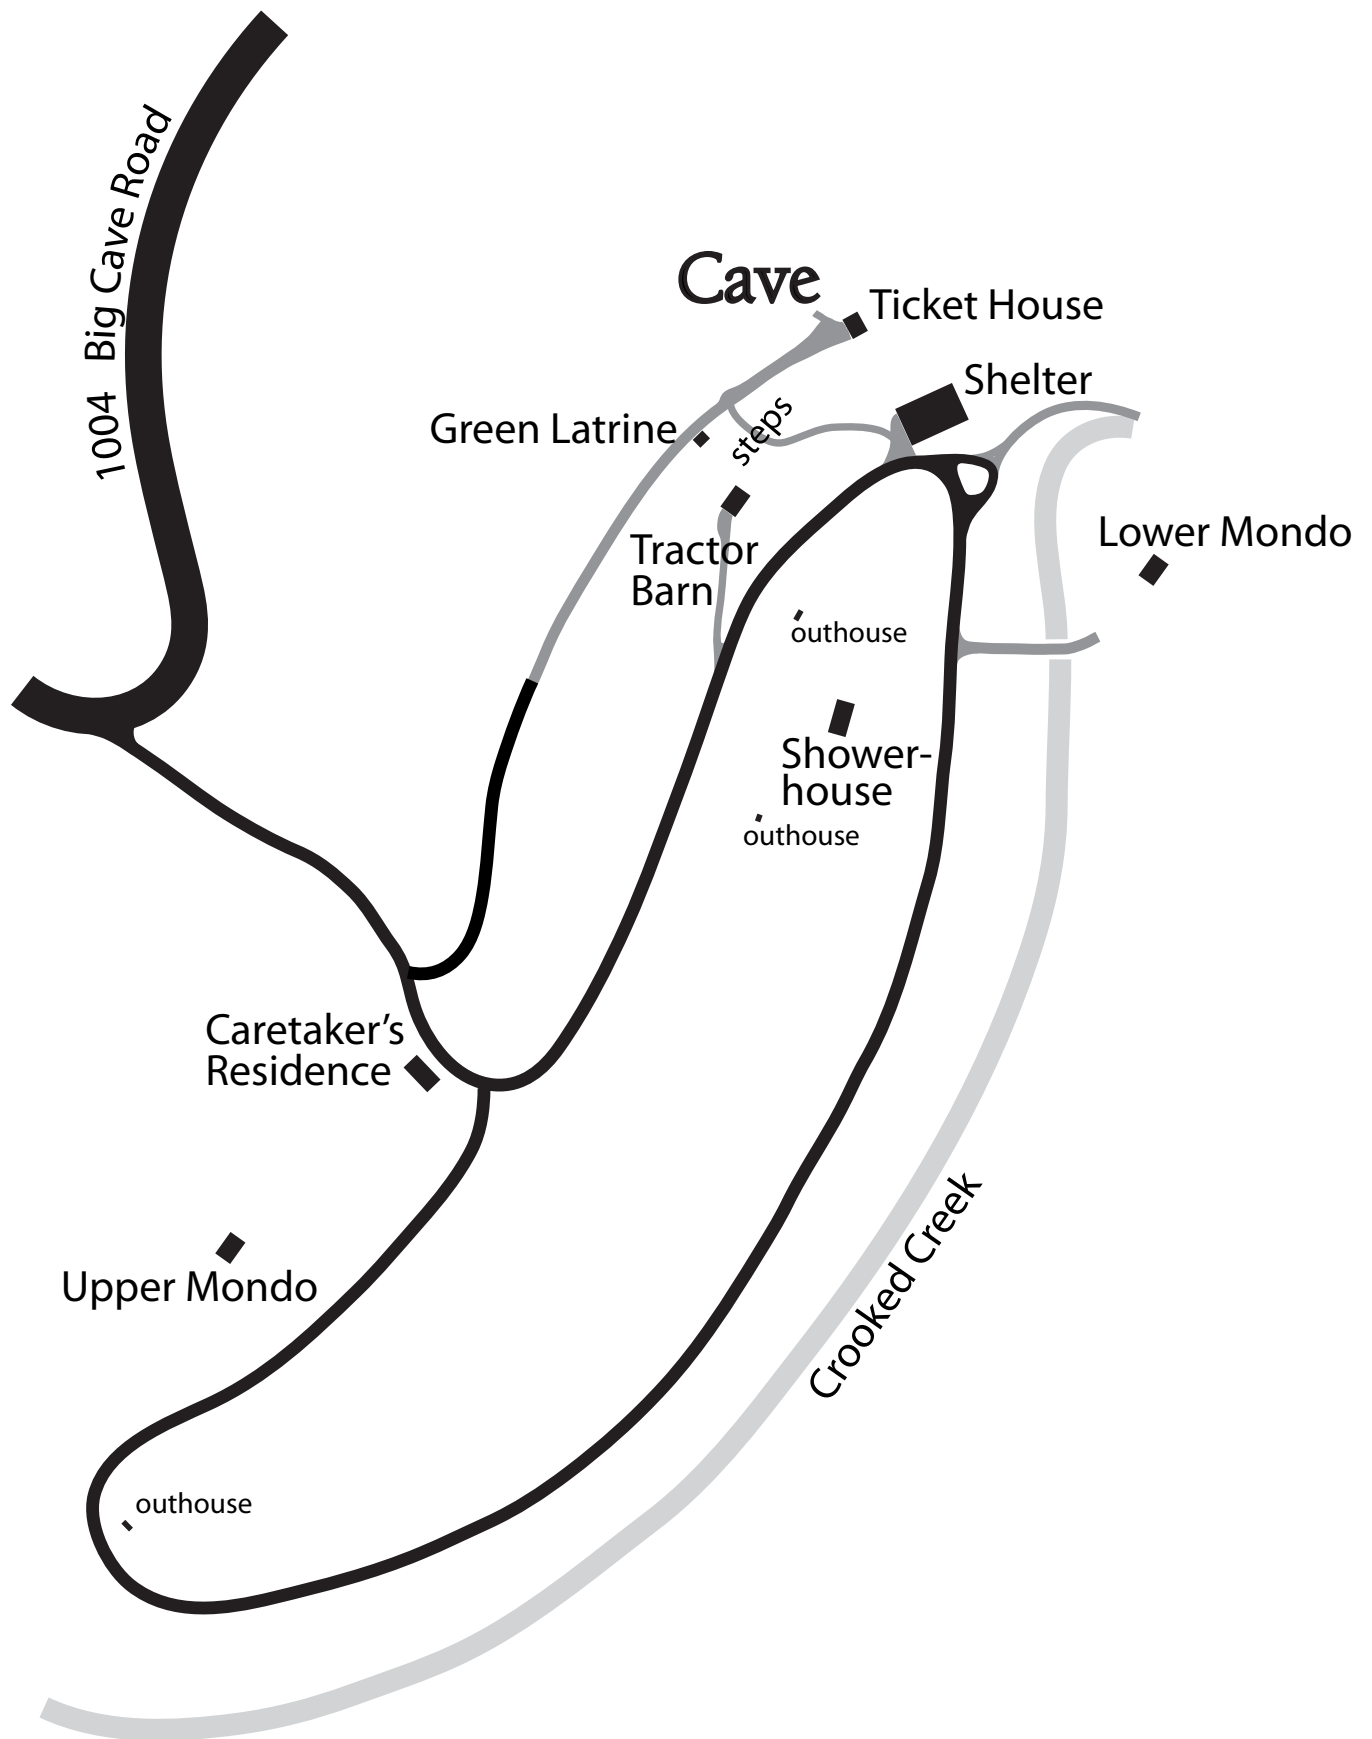 1004 Big Cave Road
Cave
Ticket House
Shelter
Green Latrine
steps
Lower Mondo
Tractor
Barn
outhouse
Shower-
house
outhouse
Caretaker’s
Residence
Crooked Creek
Upper Mondo
outhouse